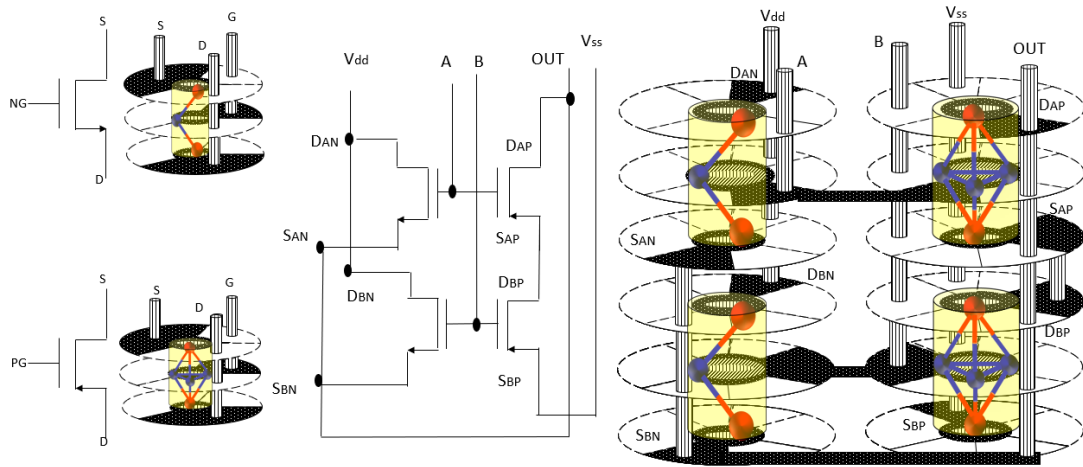 S
NG
D
S
D
G
S
PG
D
S
D
G
Vdd
A
B
OUT
Vss
DAN
DAP
SAN
SAP
DBN
DBP
SBN
SBP
Vdd
Vss
DAN
A
B
OUT
DAP
SAN
SAP
DBN
DBP
SBN
SBP